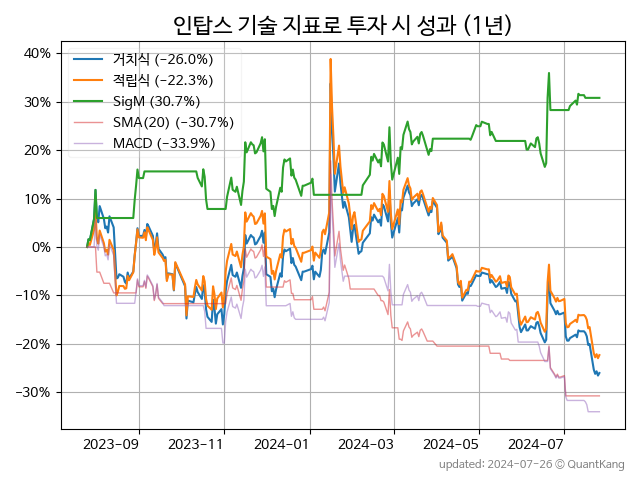 인탑스 기술 지표로 투자 시 성과 (1년)
40%
30%
20%
10%
0%
−10%
−20%
−30%
거치식 (−26.0%)
적립식 (−22.3%)
SigM (30.7%)
SMA(20) (−30.7%)
MACD (−33.9%)
2023-09
2023-11
2024-01
2024-03
2024-05
2024-07
updated: 2024-07-26 © QuantKang